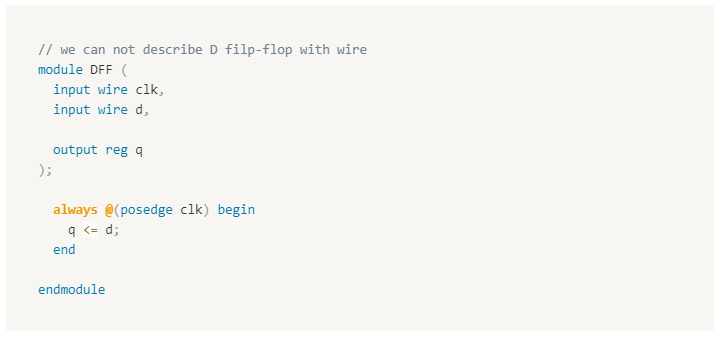 // we can not describe D filp-flop with wire
module DFF (
  input wire clk,
  input wire d,

  output reg q
);

  always @(posedge clk) begin
    q <= d;
  end

endmodule